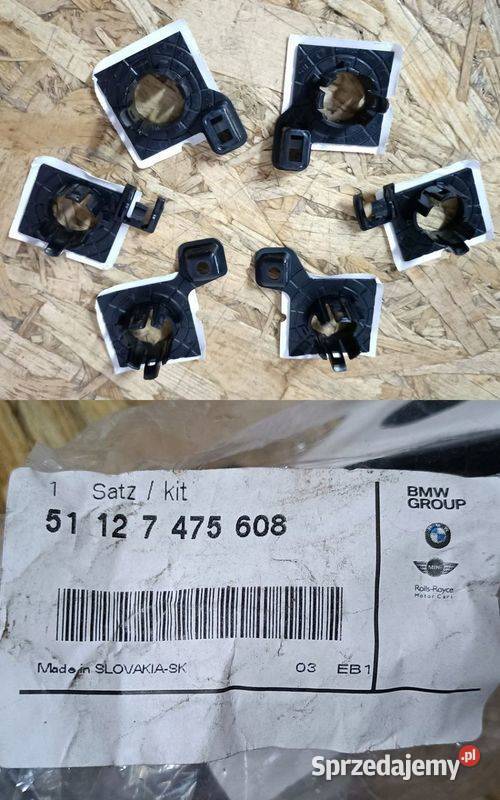 1 Satz / kit
51 12 7 475 608
BMW
GROUP
MINI
Rolls-Royce
Motor Cars
Made in SLOVAKIA-SK 03 EB1
Sprzedajemy.pl